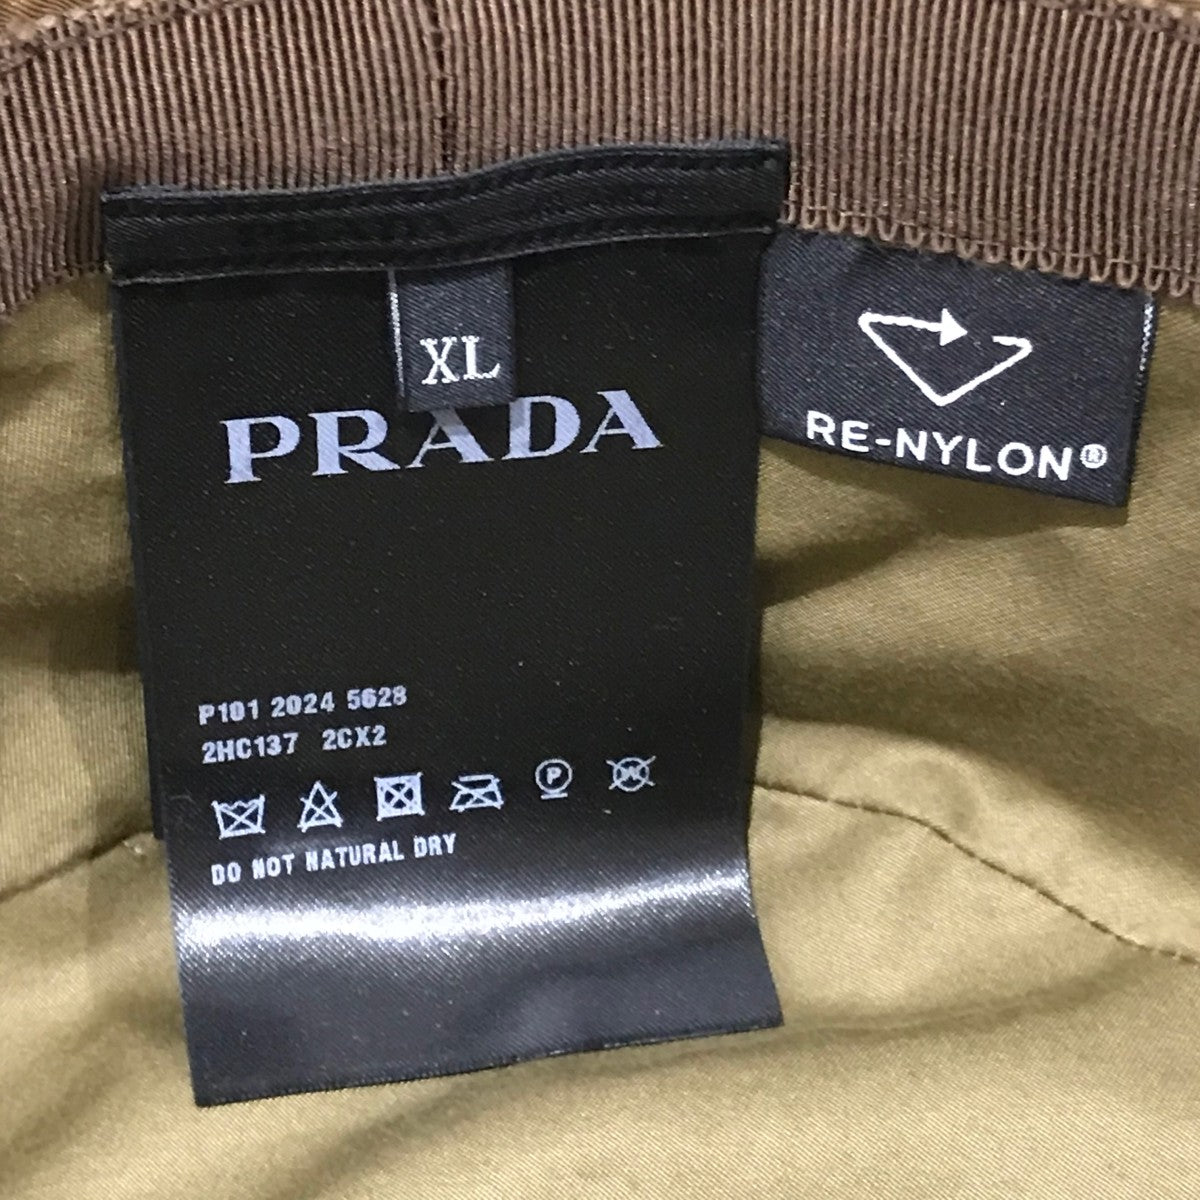 XL
PRADA
RE-NYLON®
P101 2024 5628
2HC137 2CX2
P
W
DO NOT NATURAL DRY